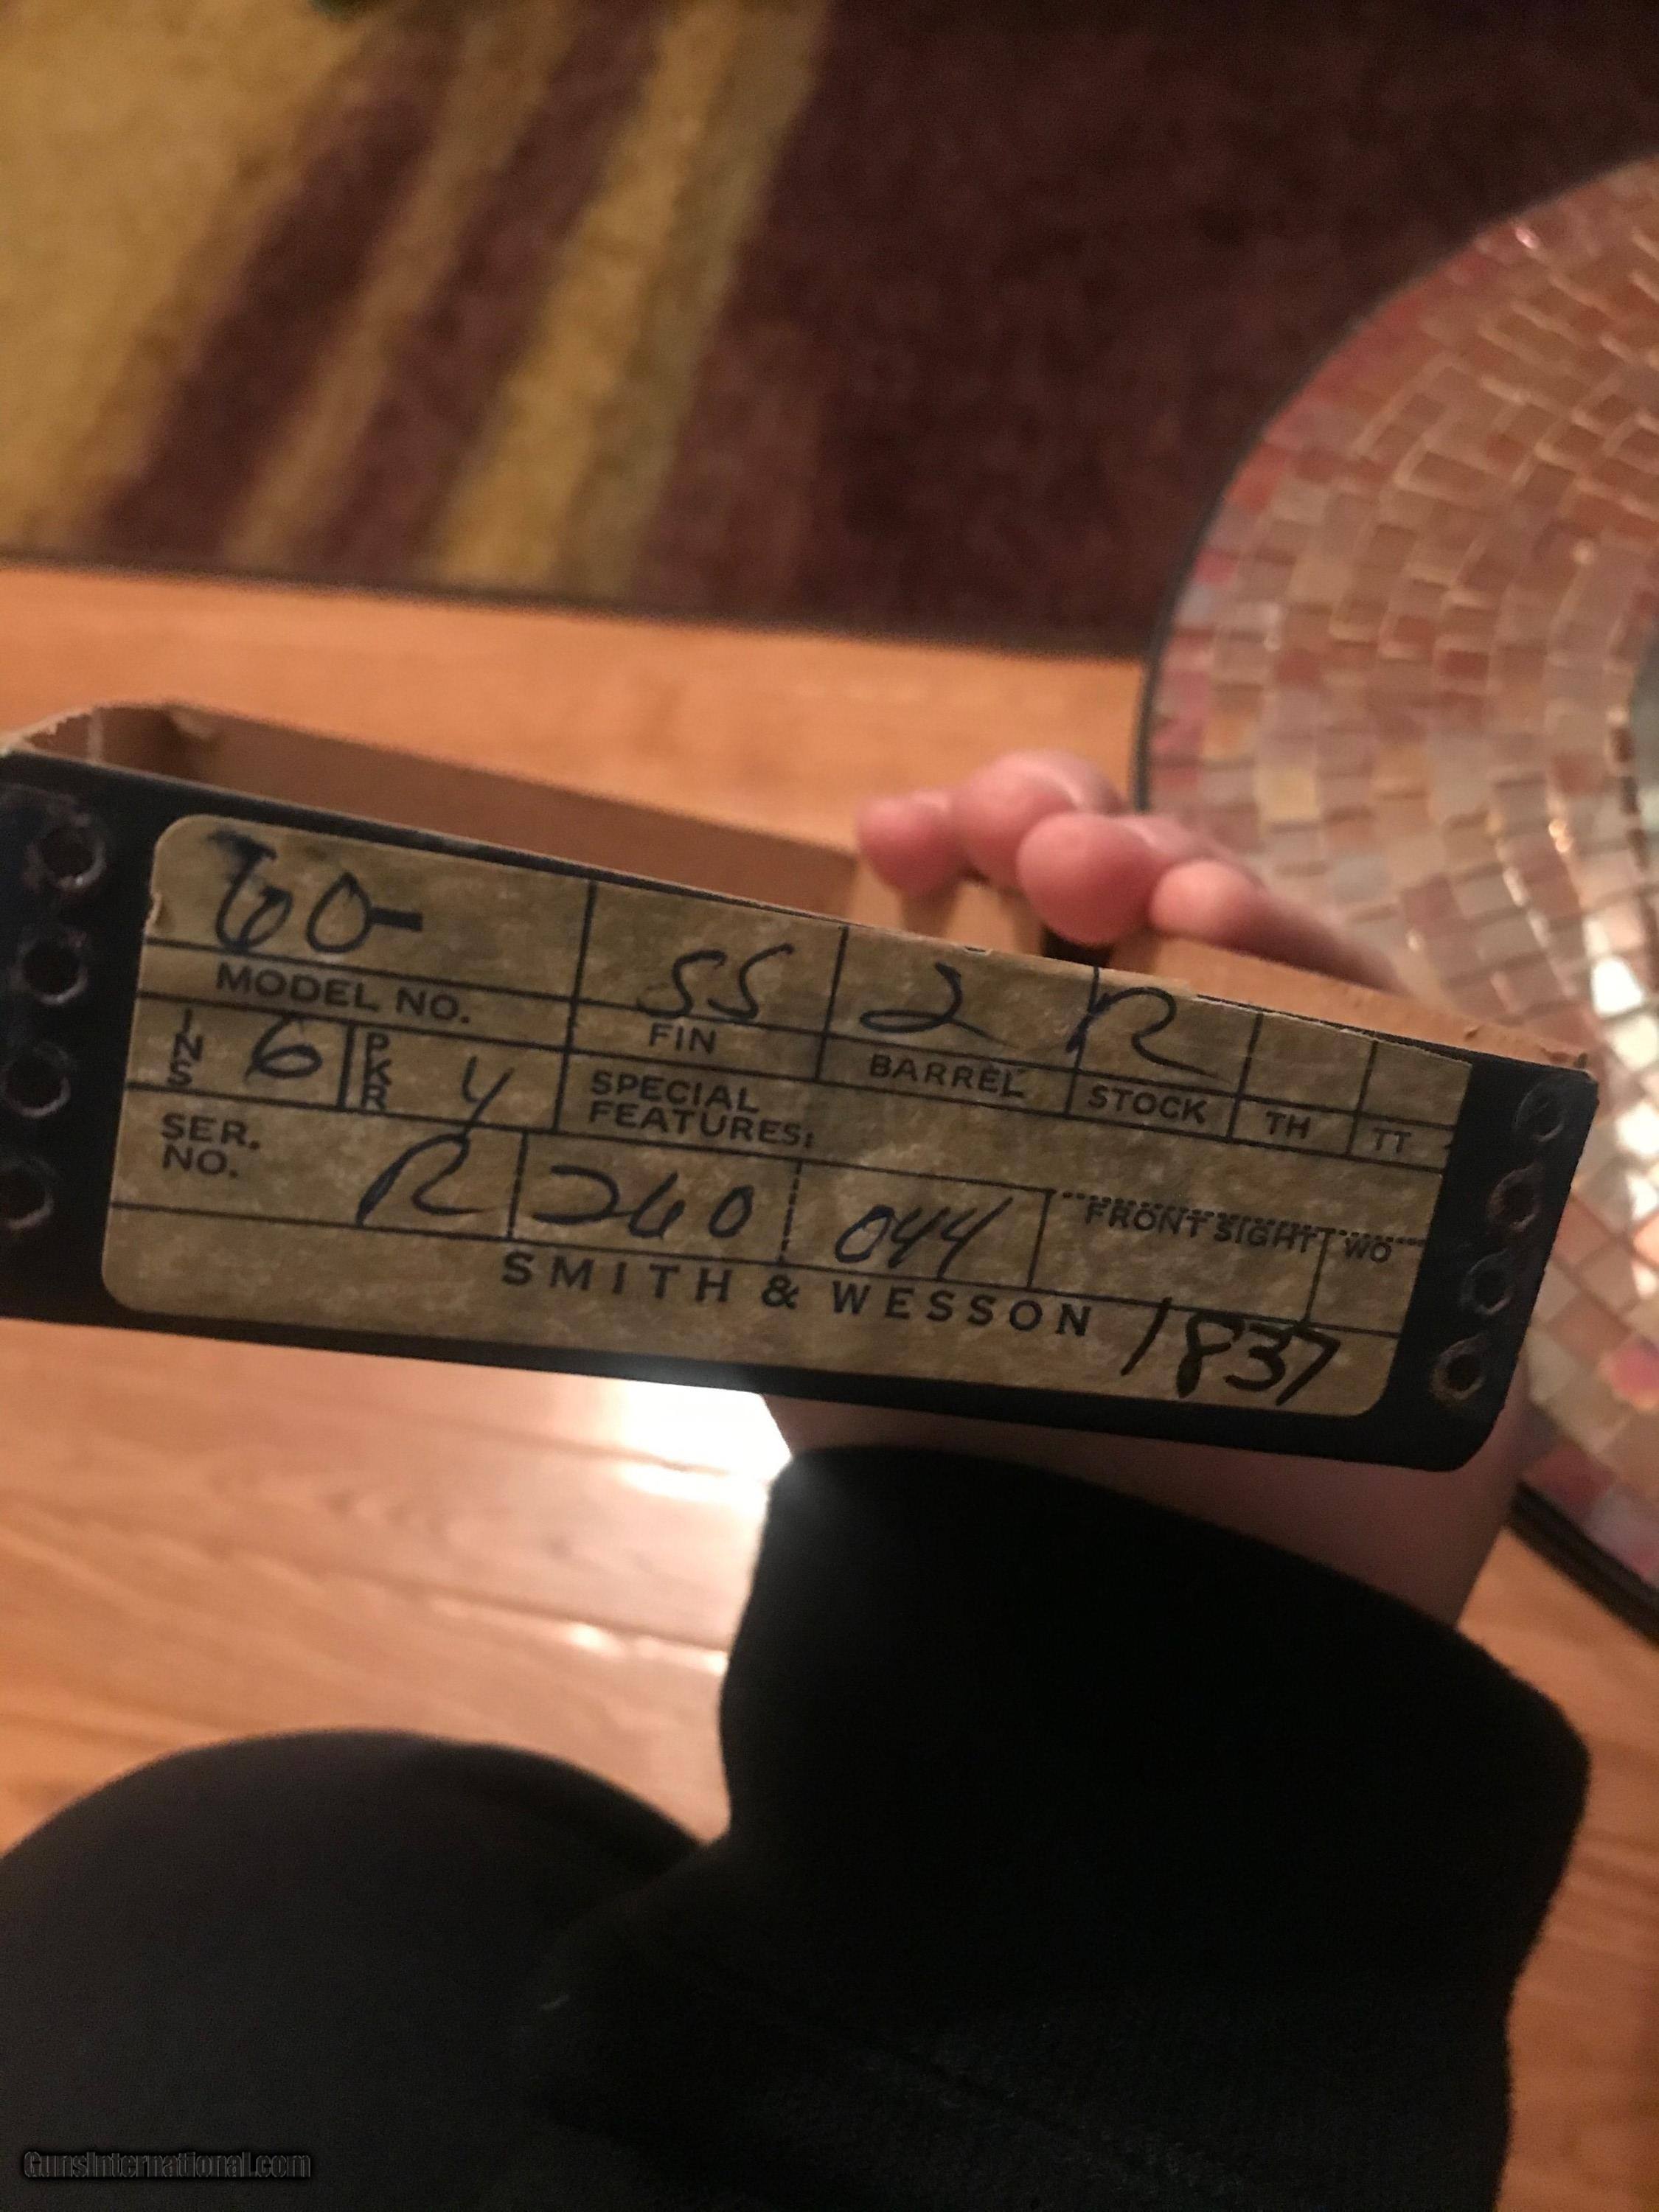 60- SS 2 R
MODEL NO. FIN BARREL STOCK TH TT
INS 6 PKR y SPECIAL
FEATURES:
SER.
NO. R 260 044 FRONT SIGHT WO
SMITH & WESSON 1837
GunsInternational.com